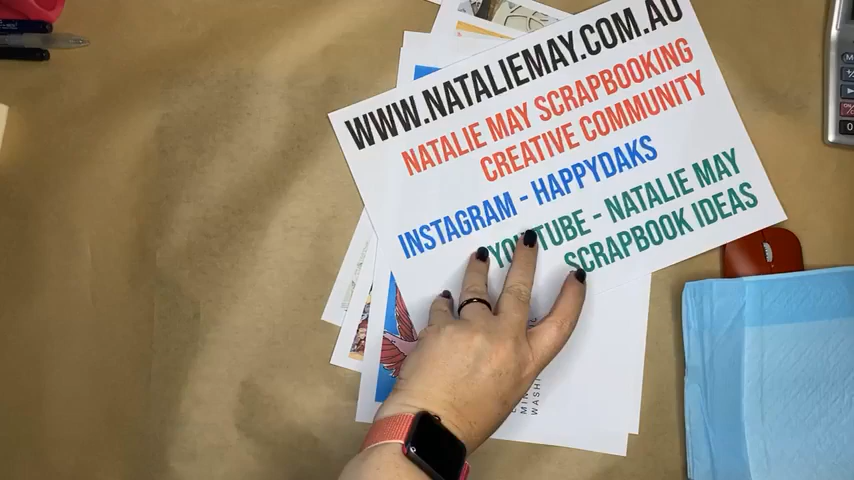 WWW.NATALIEMAY.COM.AU
NATALIE MAY SCRAPBOOKING
CREATIVE COMMUNITY
INSTAGRAM - HAPPYDAKS
YOUTUBE - NATALIE MAY
SCRAPBOOK IDEAS